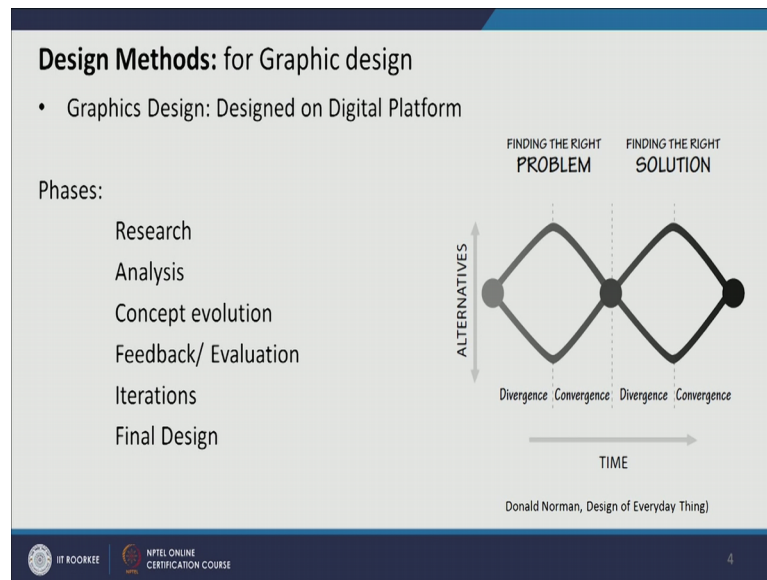 Design Methods: for Graphic design
• Graphics Design: Designed on Digital Platform
Phases:
Research
Analysis
Concept evolution
Feedback/ Evaluation
Iterations
Final Design
FINDING THE RIGHT
PROBLEM
FINDING THE RIGHT
SOLUTION
ALTERNATIVES
Divergence
Convergence
Divergence
Convergence
TIME
Donald Norman, Design of Everyday Thing)
IIT ROORKEE
NPTEL
NPTEL ONLINE
CERTIFICATION COURSE
4